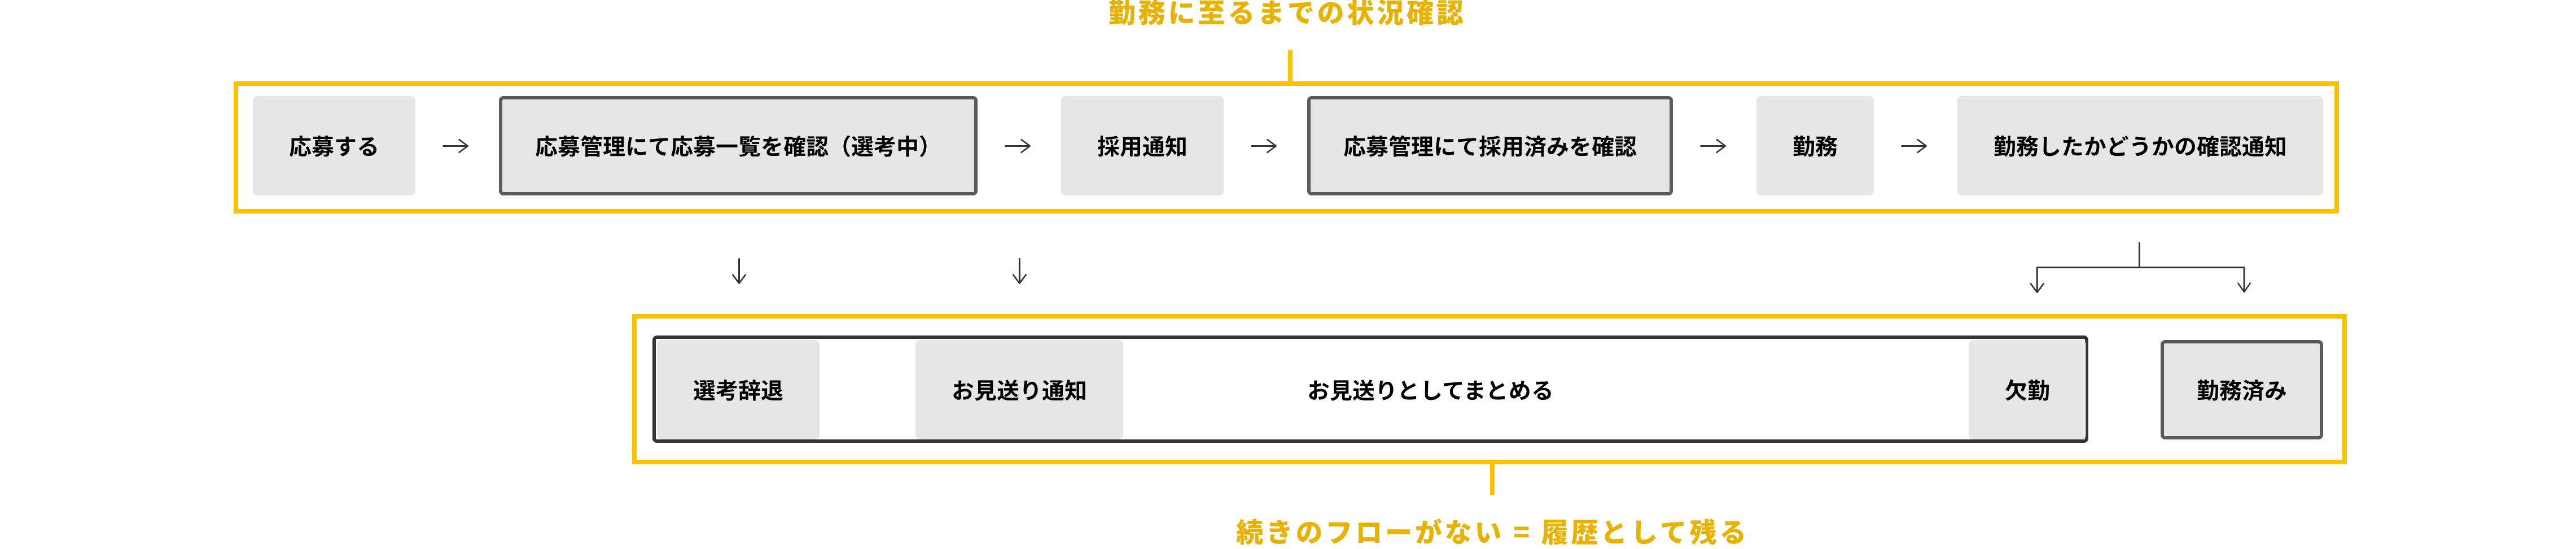 勤務に至るまでの状況確認
応募する
応募管理にて応募一覧を確認（選考中）
採用通知
応募管理にて採用済みを確認
勤務
勤務したかどうかの確認通知
選考辞退
お見送り通知
お見送りとしてまとめる
欠勤
勤務済み
続きのフローがない = 履歴として残る